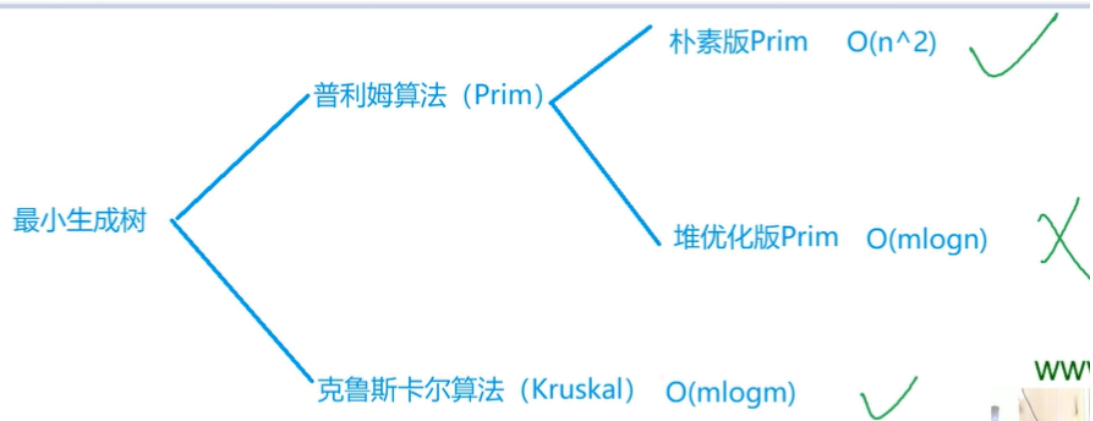 朴素版Prim O(n^2)
普利姆算法（Prim）
最小生成树
堆优化版Prim O(mlogn)
克鲁斯卡尔算法（Kruskal） O(mlogm)